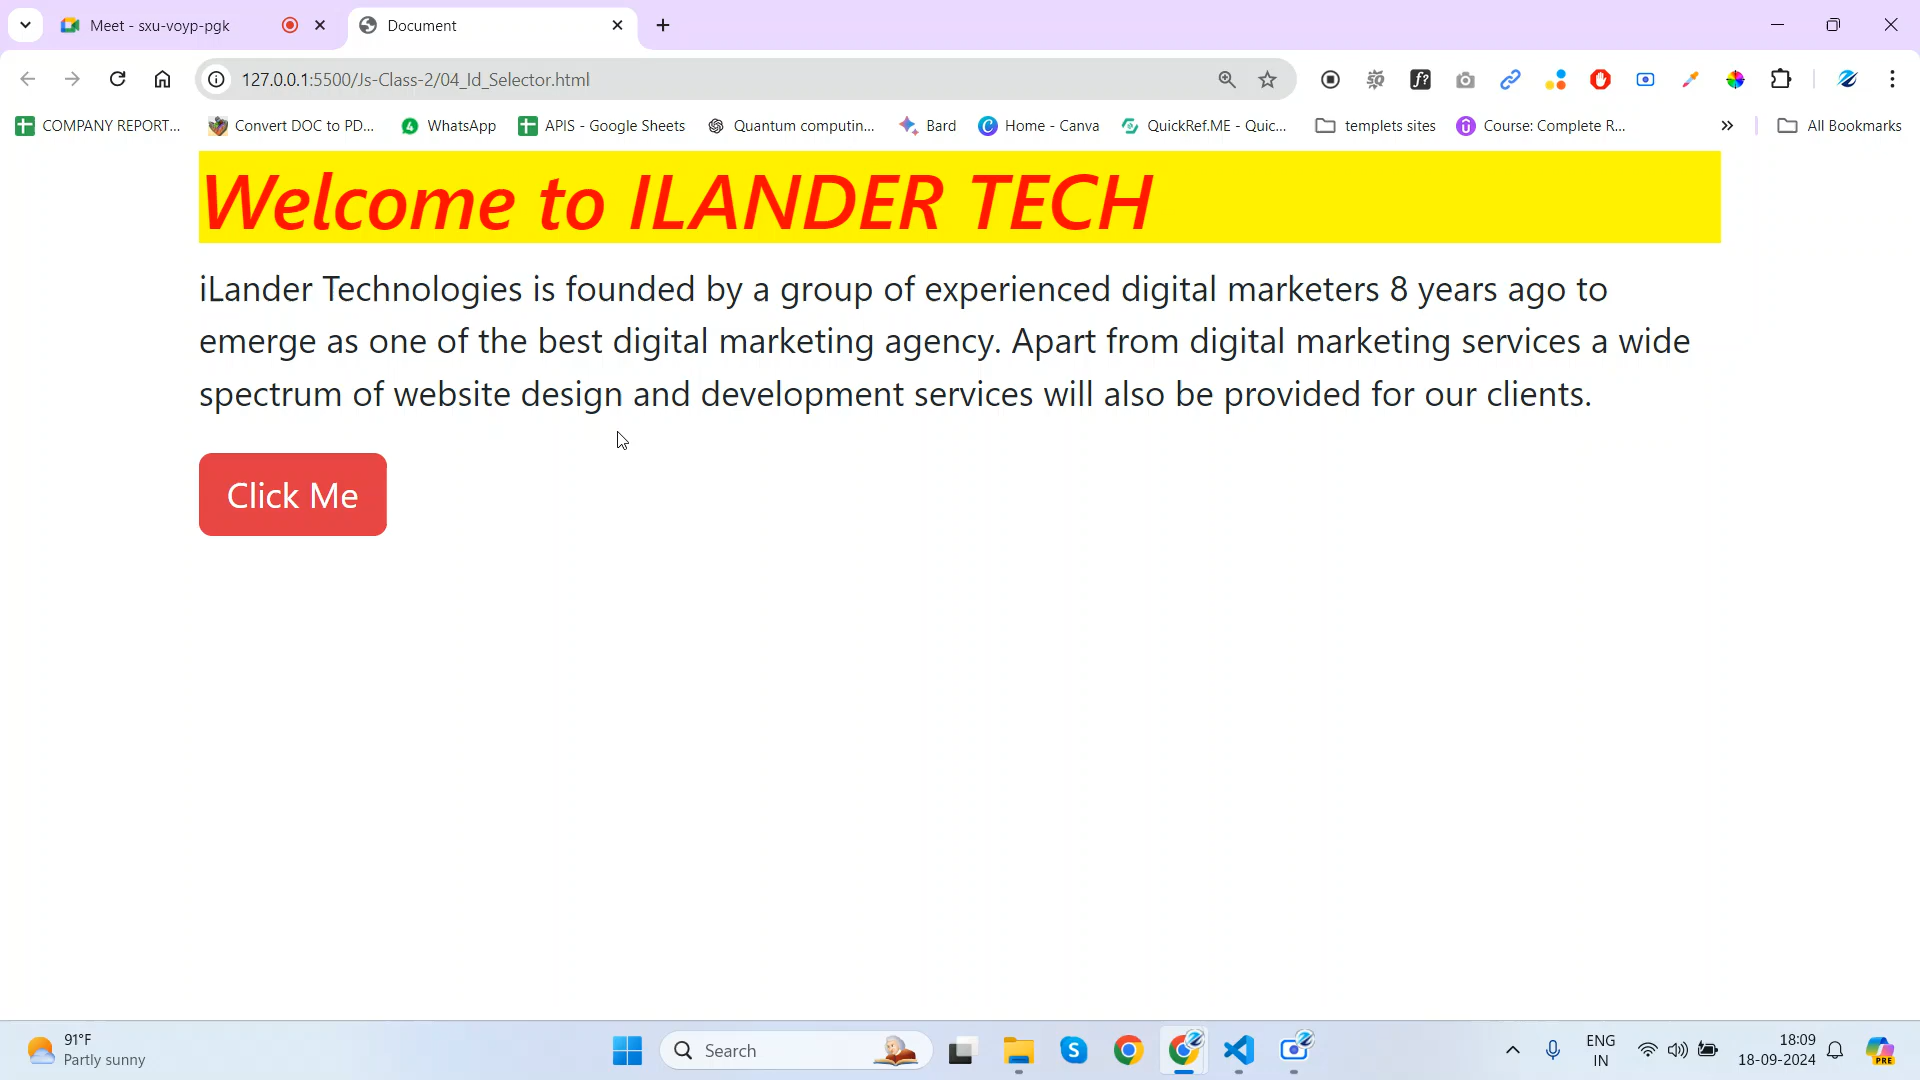 Meet - sxu-voyp-pgk
Document
127.0.0.1:5500/Js-Class-2/04_Id_Selector.html
f?
COMPANY REPORT...
Convert DOC to PD...
4
WhatsApp
APIS - Google Sheets
Quantum computin...
Bard
C
Home - Canva
QuickRef.ME - Quic...
templets sites
Course: Complete R...
All Bookmarks
Welcome to ILANDER TECH
iLander Technologies is founded by a group of experienced digital marketers 8 years ago to
emerge as one of the best digital marketing agency. Apart from digital marketing services a wide
spectrum of website design and development services will also be provided for our clients.
Click Me
91°F
Partly sunny
Search
S
ENG
IN
18:09
18-09-2024
PRE